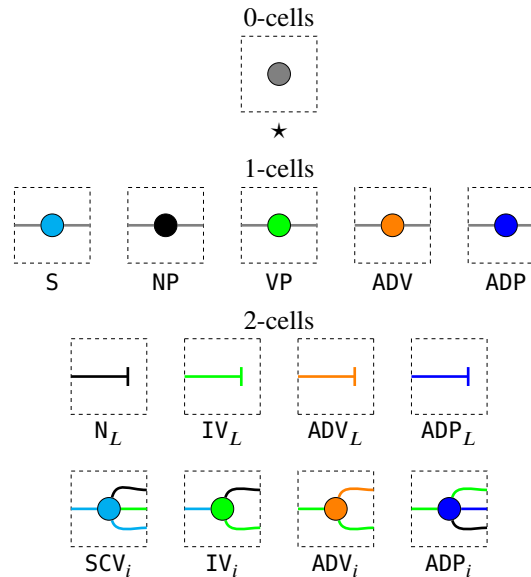 0-cells
★
1-cells
S NP VP ADV ADP
2-cells
N_L IV_L ADV_L ADP_L
SCV_i IV_i ADV_i ADP_i